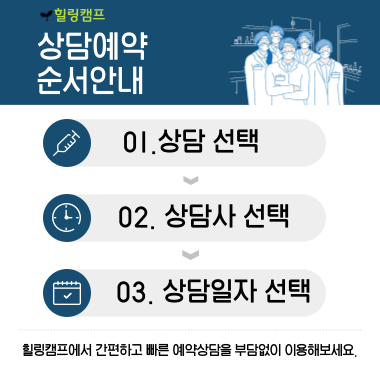 힐링캠프
상담예약
순서안내
01.상담 선택
02. 상담사 선택
03. 상담일자 선택
힐링캠프에서 간편하고 빠른 예약상담을 부담없이 이용해보세요.